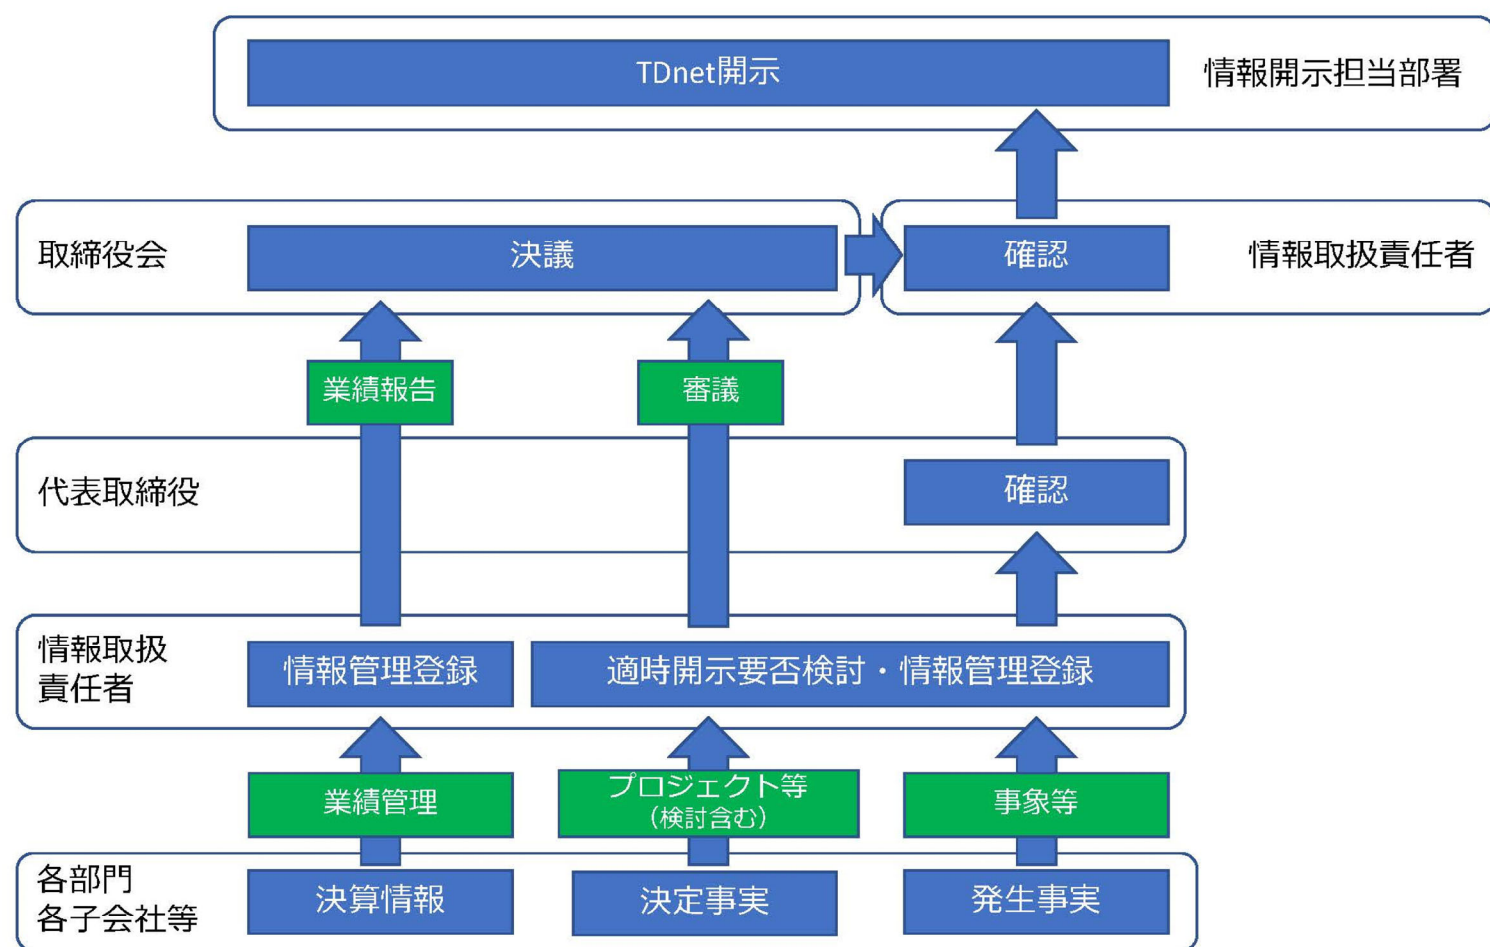 TDnet開示
情報開示担当部署
取締役会
決議
確認
情報取扱責任者
業績報告
審議
代表取締役
確認
情報取扱
責任者
情報管理登録
適時開示要否検討・情報管理登録
業績管理
プロジェクト等
（検討含む）
事象等
各部門
各子会社等
決算情報
決定事実
発生事実